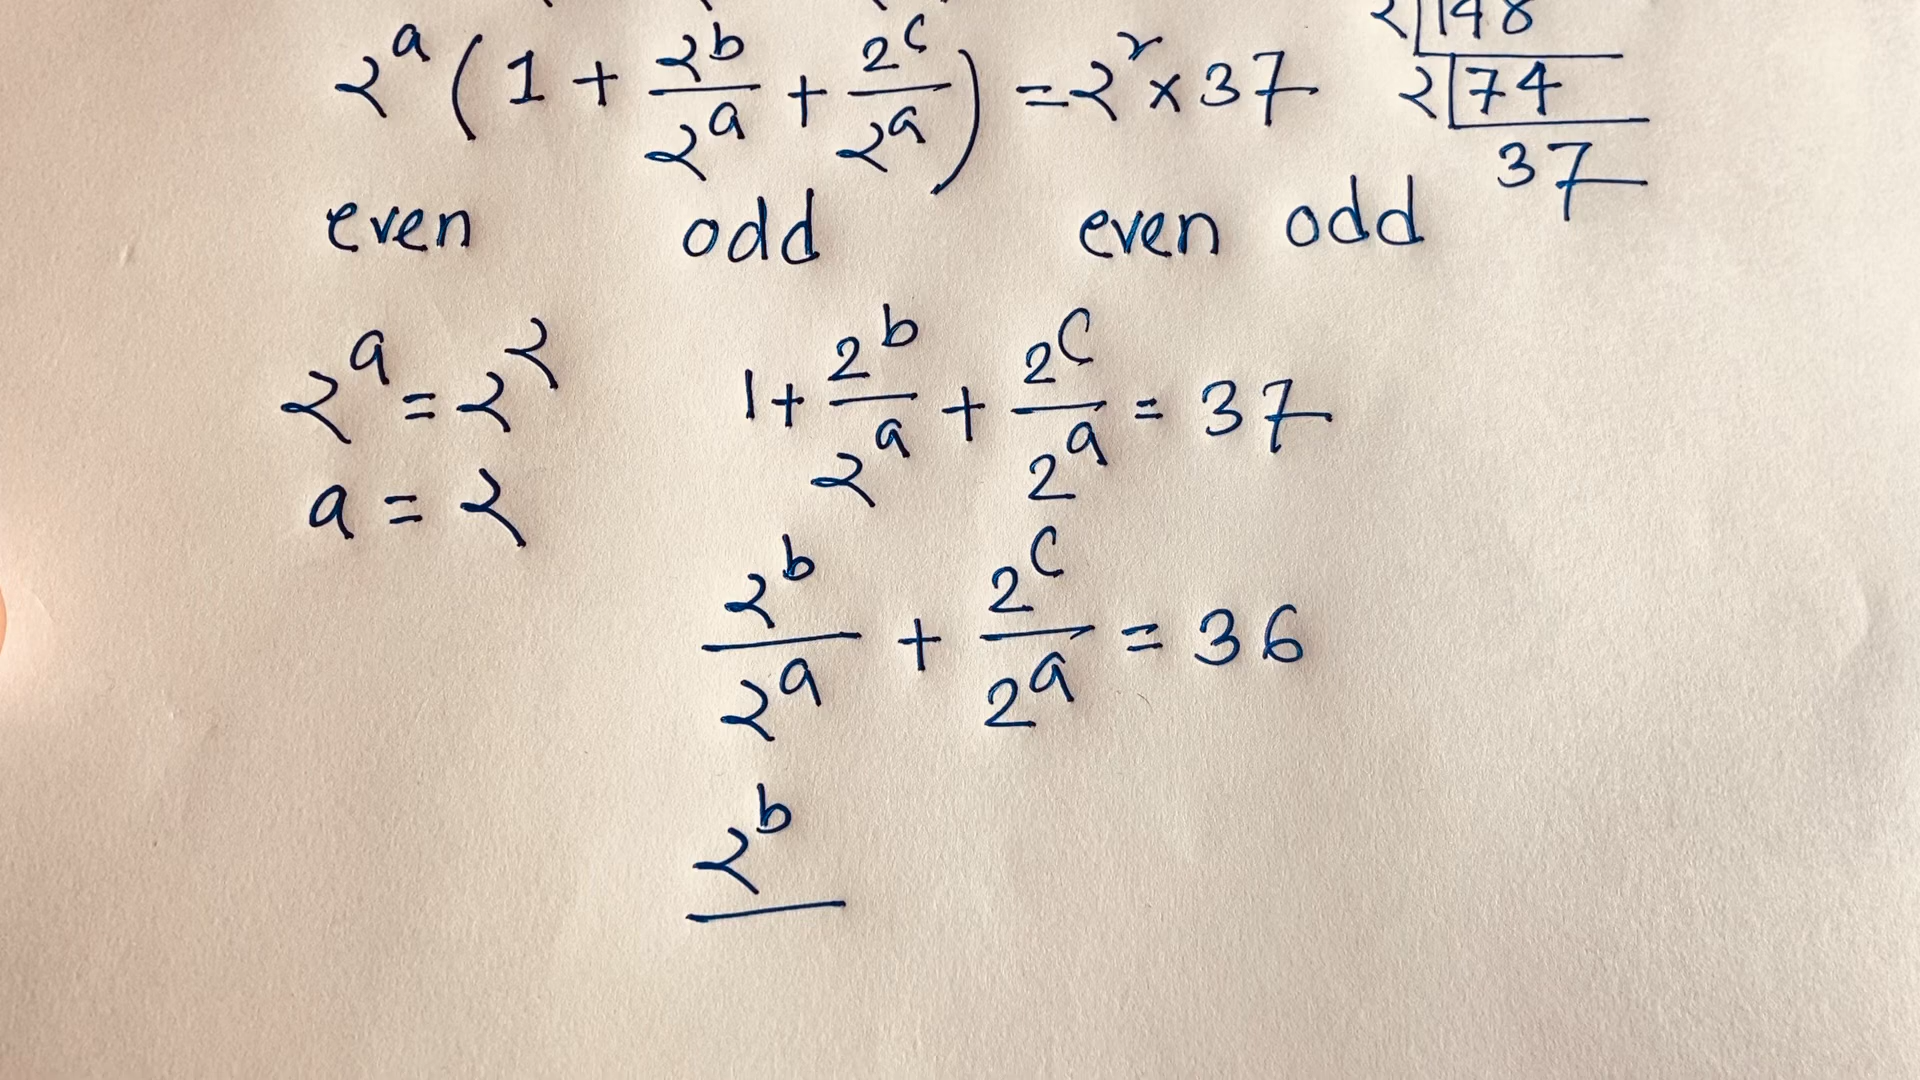 2^a (1 + 2^b/2^a + 2^c/2^a) = 2^2 × 37
2|148
2|74
37
even odd even odd
2^a = 2^2
a = 2
1 + 2^b/2^a + 2^c/2^a = 37
2^b/2^a + 2^c/2^a = 36
2^b/